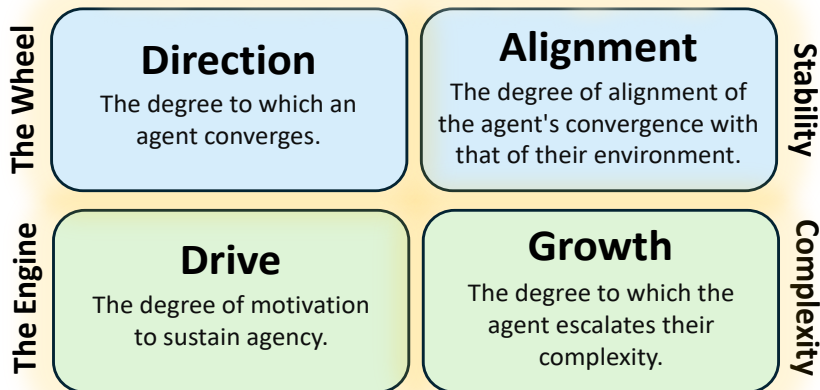 The Wheel
Direction
The degree to which an
agent converges.
Alignment
The degree of alignment of
the agent's convergence with
that of their environment.
Stability
The Engine
Drive
The degree of motivation
to sustain agency.
Growth
The degree to which the
agent escalates their
complexity.
Complexity